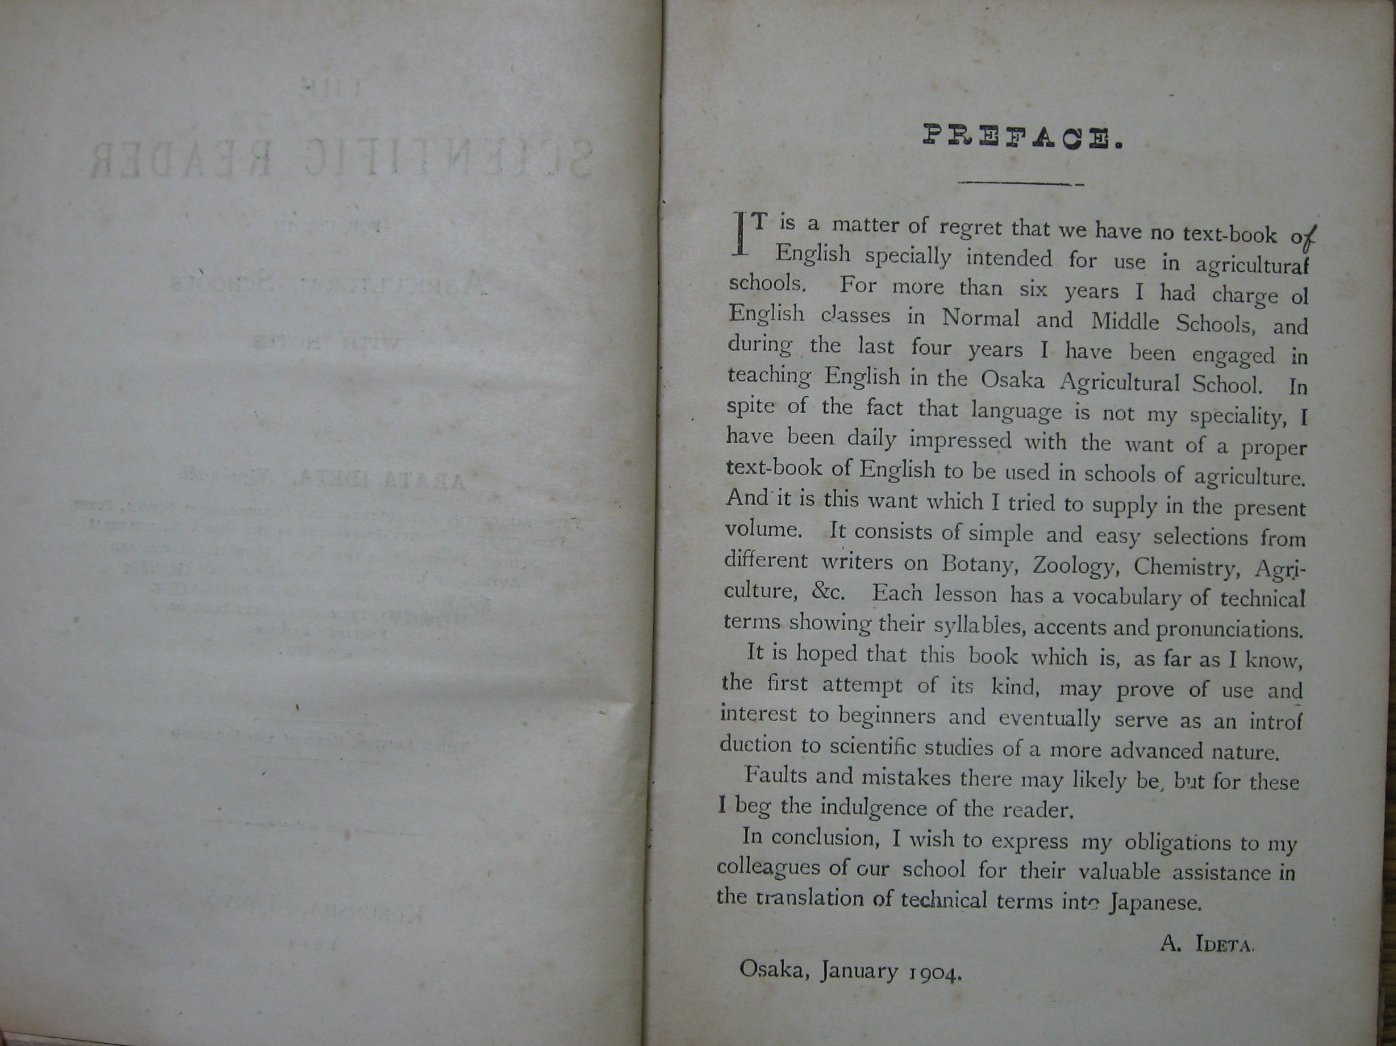 THE
SCIENTIFIC READER
FOR USE IN
AGRICULTURAL SCHOOLS
WITH NOTES
ARATA IDETA,
PREFACE.
IT is a matter of regret that we have no text-book of
English specially intended for use in agricultural
schools. For more than six years I had charge of
English classes in Normal and Middle Schools, and
during the last four years I have been engaged in
teaching English in the Osaka Agricultural School. In
spite of the fact that language is not my speciality, I
have been daily impressed with the want of a proper
text-book of English to be used in schools of agriculture.
And it is this want which I tried to supply in the present
volume. It consists of simple and easy selections from
different writers on Botany, Zoology, Chemistry, Agri-
culture, &c. Each lesson has a vocabulary of technical
terms showing their syllables, accents and pronunciations.
It is hoped that this book which is, as far as I know,
the first attempt of its kind, may prove of use and
interest to beginners and eventually serve as an introf
duction to scientific studies of a more advanced nature.
Faults and mistakes there may likely be, but for these
I beg the indulgence of the reader.
In conclusion, I wish to express my obligations to my
colleagues of our school for their valuable assistance in
the translation of technical terms into Japanese.
A. IDETA.
Osaka, January 1904.